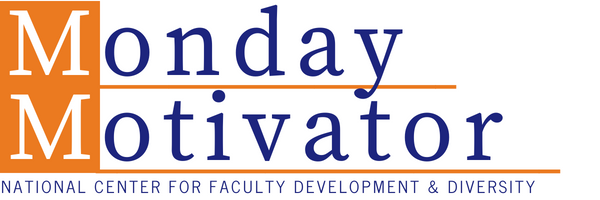 Monday
Motivator
NATIONAL CENTER FOR FACULTY DEVELOPMENT & DIVERSITY